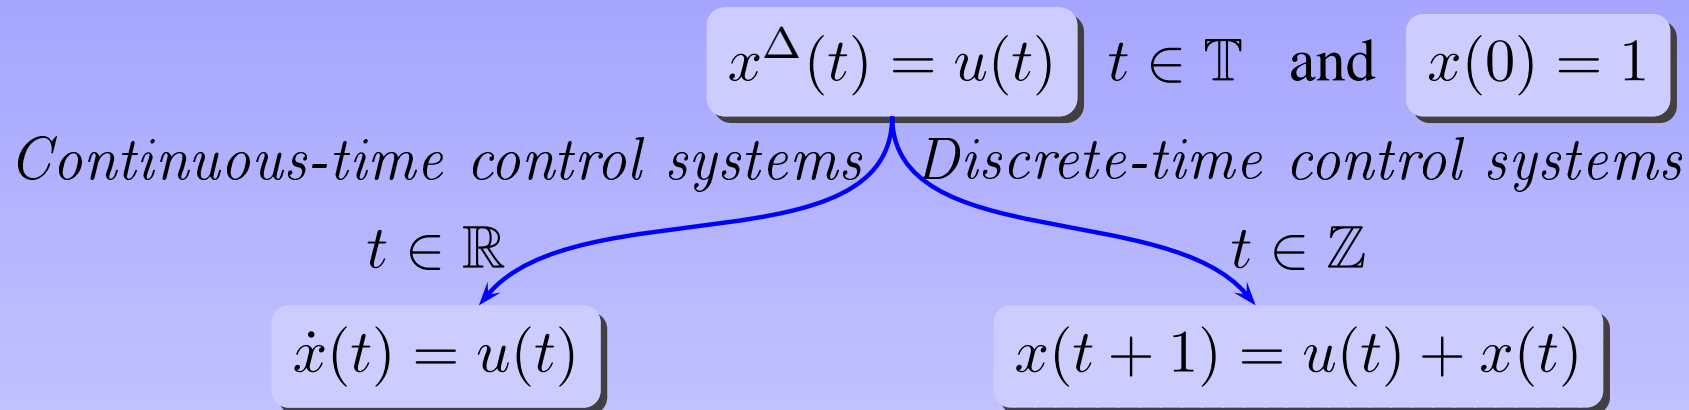 x^Δ(t) = u(t) t ∈ 𝕋 and x(0) = 1
Continuous-time control systems Discrete-time control systems
t ∈ ℝ t ∈ ℤ
ẋ(t) = u(t) x(t + 1) = u(t) + x(t)